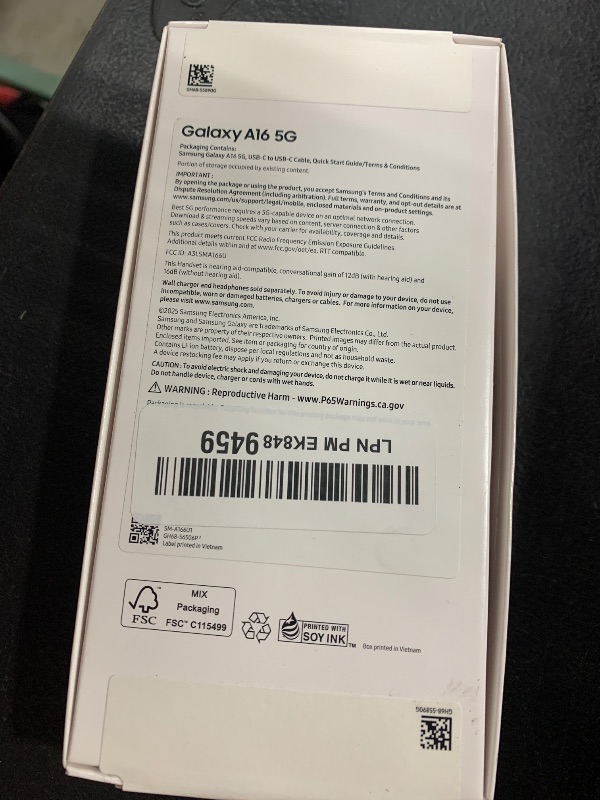 Galaxy A16 5G
Packaging Contains:
Samsung Galaxy A16 5G, USB-C to USB-C Cable, Quick Start Guide/Terms & Conditions
Portion of storage occupied by existing content.
IMPORTANT:
By opening the package or using the product, you accept Samsung's Terms and Conditions and its
Dispute Resolution Agreement (including arbitration). Full terms, warranty, and opt-out details are at
www.samsung.com/us/support/legal/mobile, enclosed materials and on-product settings.
Best 5G performance requires a 5G-capable device on an optimal network connection.
Download & streaming speeds vary based on content, server connection & other factors
such as cases/covers. Check with your carrier for availability, coverage and details.
This product meets current FCC Radio Frequency Emission Exposure Guidelines.
Additional details within and at www.fcc.gov/oet/ea. RTT compatible.
FCC ID: A3LSMA166U
This Handset is hearing aid-compatible, conversational gain of 12dB (with hearing aid) and
16dB (without hearing aid).
Wall charger and headphones sold separately. To avoid injury or damage to your device, do not use
incompatible, worn or damaged batteries, chargers or cables. For more information on your device,
please visit www.samsung.com.
©2025 Samsung Electronics America, Inc.
Samsung and Samsung Galaxy are trademarks of Samsung Electronics Co., Ltd.
Other marks are property of their respective owners. Printed images may differ from the actual product.
Enclosed items imported. See item or packaging for country of origin.
Contains Li-ion battery, dispose per local regulations and not as household waste.
A device restocking fee may apply if you return or exchange this device.
CAUTION: To avoid electric shock and damaging your device, do not charge it while it is wet or near liquids.
Do not handle device, charger or cords with wet hands.
WARNING: Reproductive Harm - www.P65Warnings.ca.gov
LPN PM EK848 9459
SM-A166U1
Label printed in Vietnam
FSC
MIX
Packaging
FSC™ C115499
PRINTED WITH
SOY INK™
Box printed in Vietnam